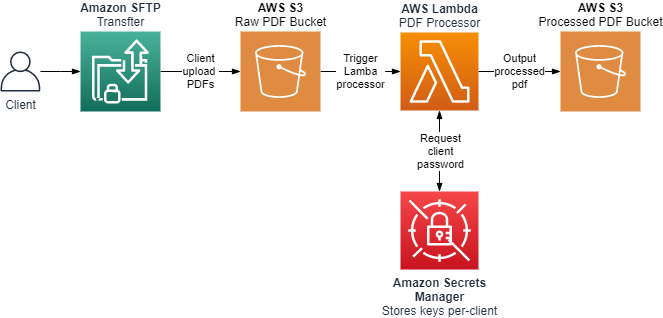 Amazon SFTP
Transfter
AWS S3
Raw PDF Bucket
AWS Lambda
PDF Processor
AWS S3
Processed PDF Bucket
Client
Client
upload
PDFs
Trigger
Lamba
processor
Output
processed
pdf
Request
client
password
Amazon Secrets
Manager
Stores keys per-client